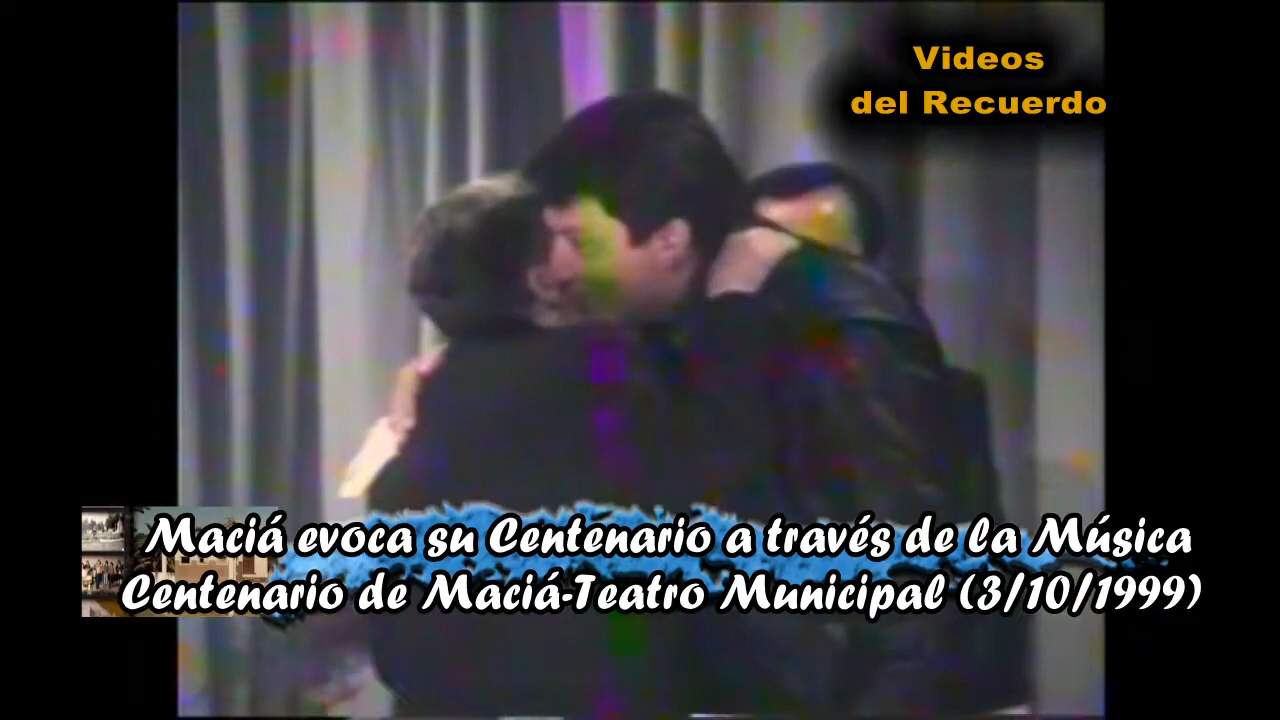 Videos
del Recuerdo
Maciá evoca su Centenario a través de la Música
Centenario de Maciá-Teatro Municipal (3/10/1999)